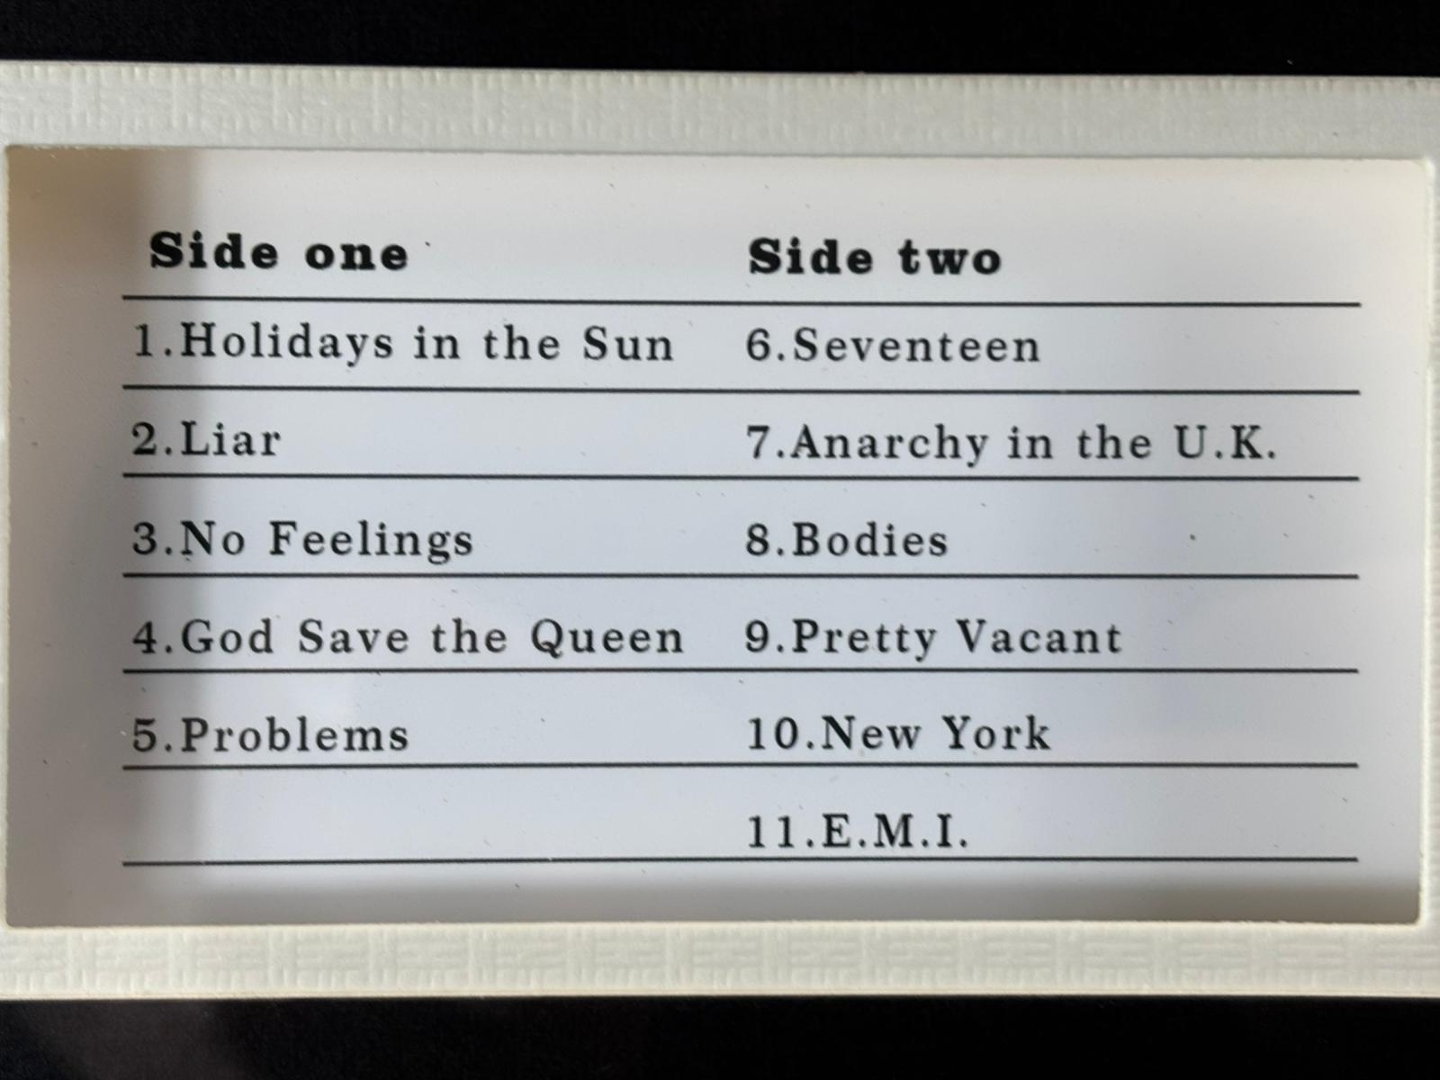 Side one
1.Holidays in the Sun
2.Liar
3.No Feelings
4.God Save the Queen
5.Problems
Side two
6.Seventeen
7.Anarchy in the U.K.
8.Bodies
9.Pretty Vacant
10.New York
11.E.M.I.